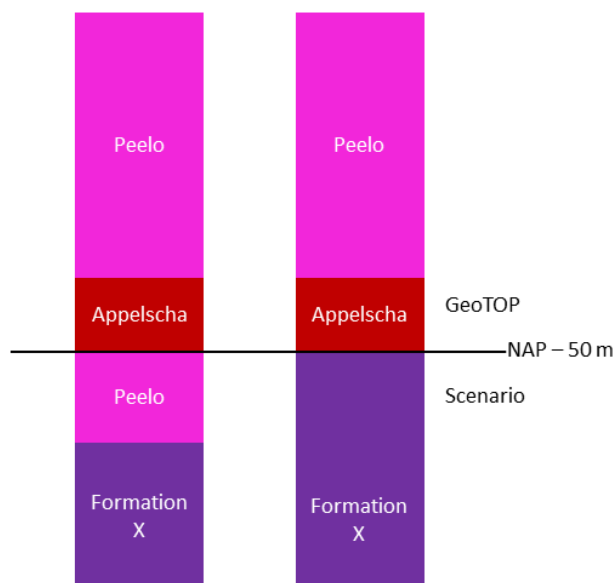 Peelo
Peelo
Appelscha
Appelscha
GeoTOP
NAP – 50 m
Peelo
Scenario
Formation
X
Formation
X